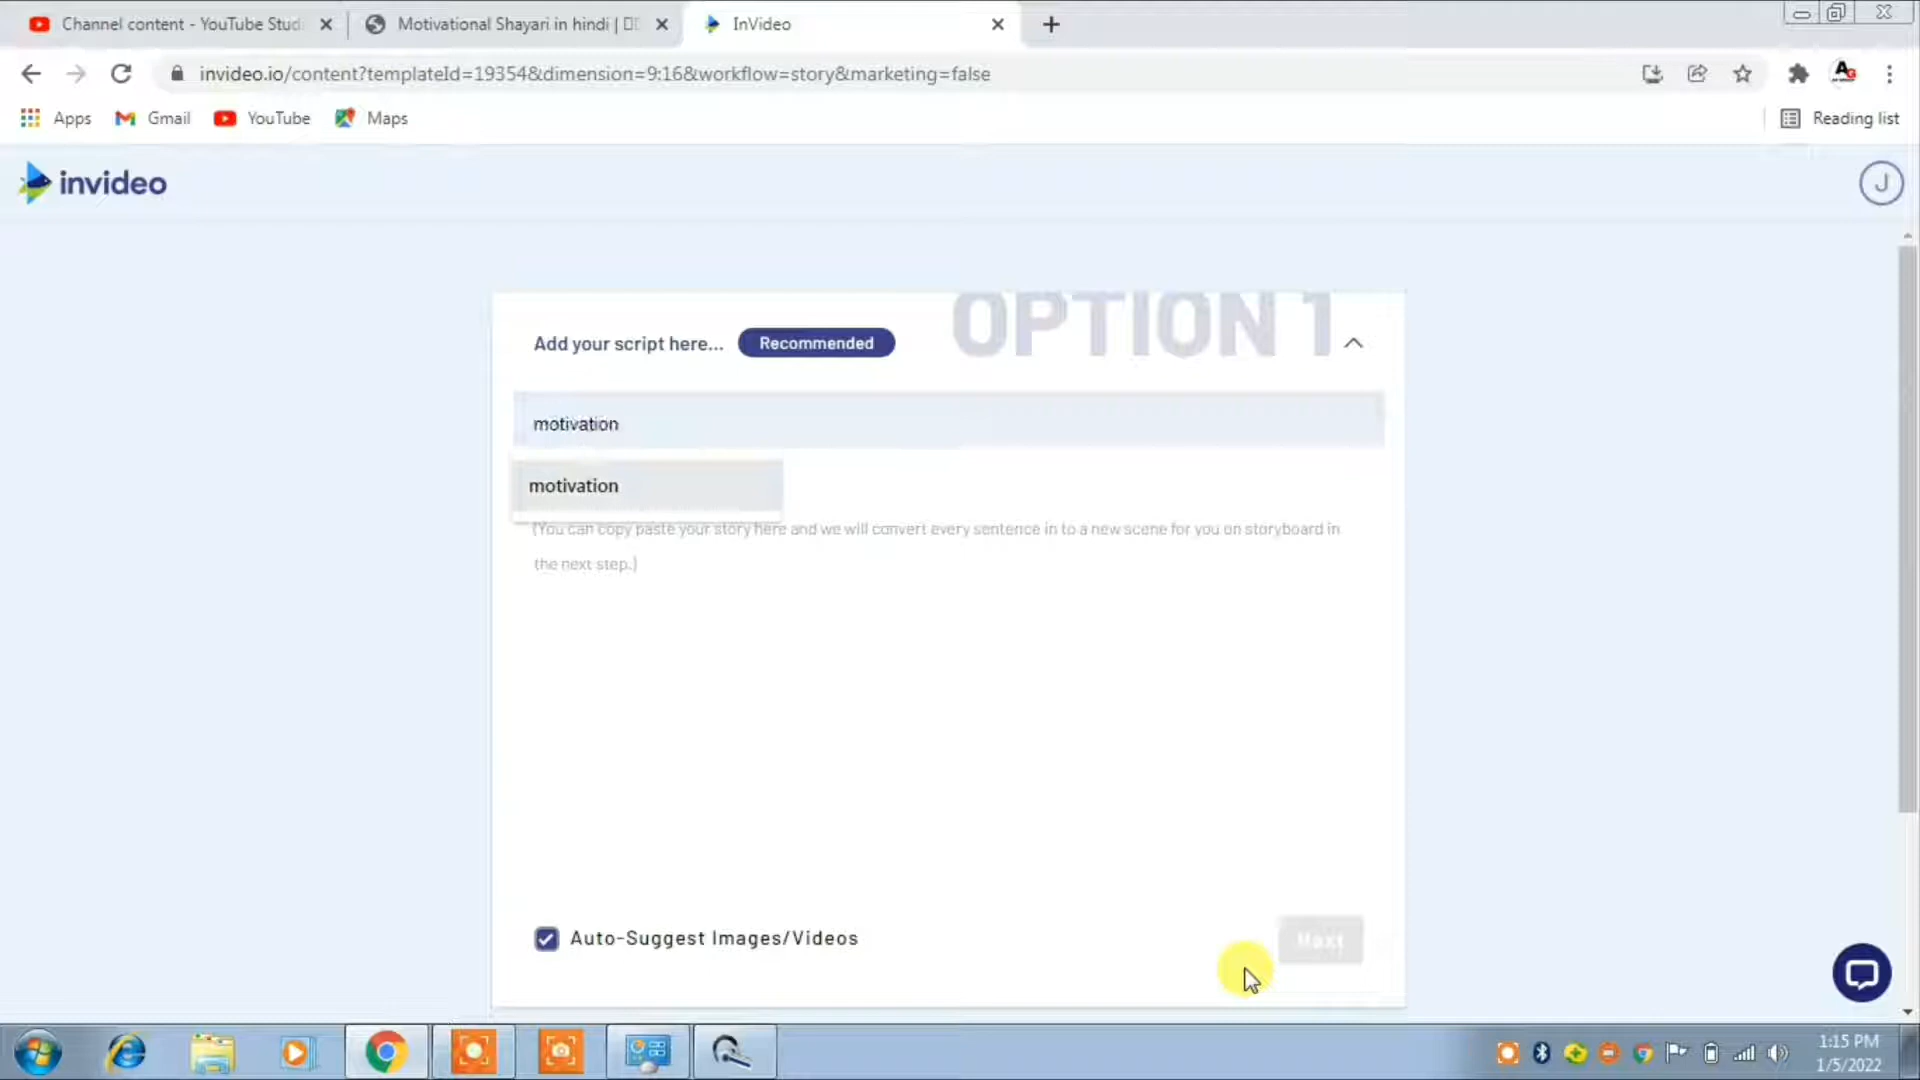 Channel content - YouTube Stud
Motivational Shayari in hindi |
InVideo
invideo.io/content?templateId=19354&dimension=9:16&workflow=story&marketing=false
Apps
Gmail
YouTube
Maps
Reading list
invideo
J
OPTION 1
Add your script here...
Recommended
motivation
motivation
(You can copy paste your story here and we will convert every sentence in to a new scene for you on storyboard in
the next step.)
Auto-Suggest Images/Videos
Next
1:15 PM
1/5/2022